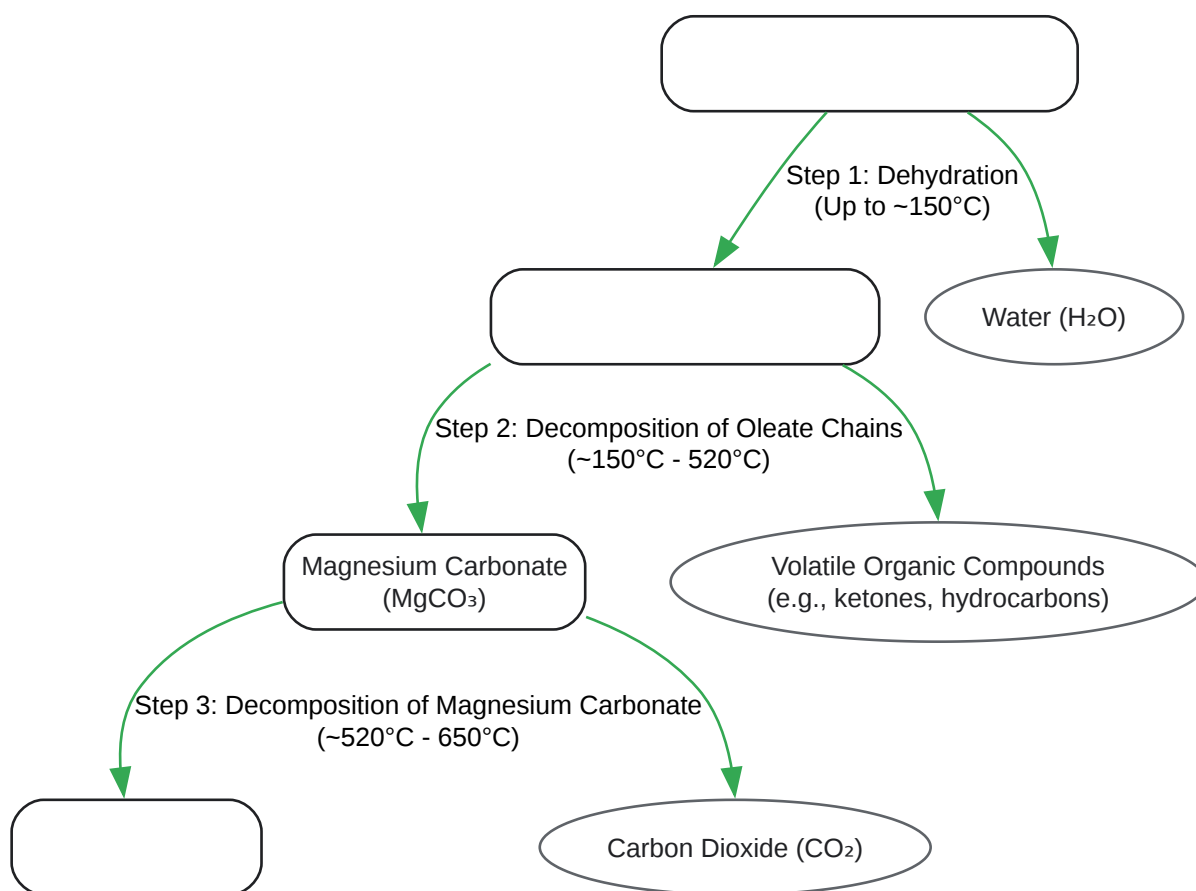 Step 1: Dehydration
(Up to ~150°C)
Water (H₂O)
Step 2: Decomposition of Oleate Chains
(~150°C - 520°C)
Magnesium Carbonate
(MgCO₃)
Volatile Organic Compounds
(e.g., ketones, hydrocarbons)
Step 3: Decomposition of Magnesium Carbonate
(~520°C - 650°C)
Carbon Dioxide (CO₂)